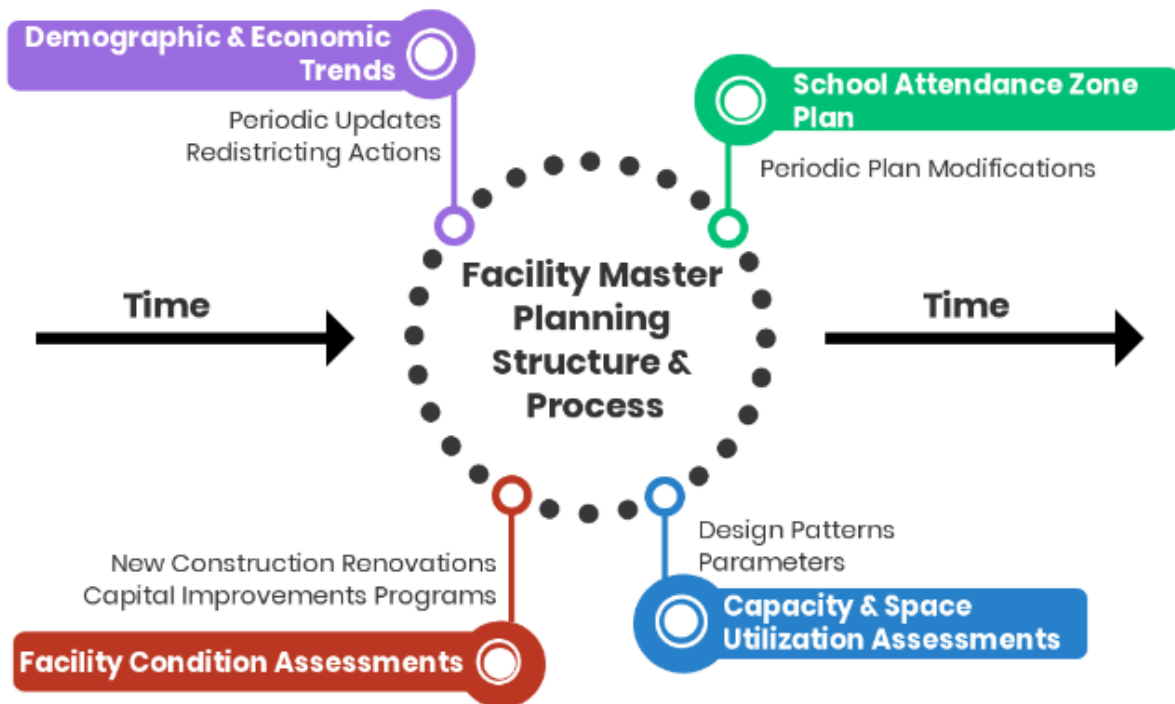 Demographic & Economic
Trends
Periodic Updates
Redistricting Actions
School Attendance Zone
Plan
Periodic Plan Modifications
Time
Facility Master
Planning
Structure &
Process
Time
New Construction Renovations
Capital Improvements Programs
Facility Condition Assessments
Design Patterns
Parameters
Capacity & Space
Utilization Assessments